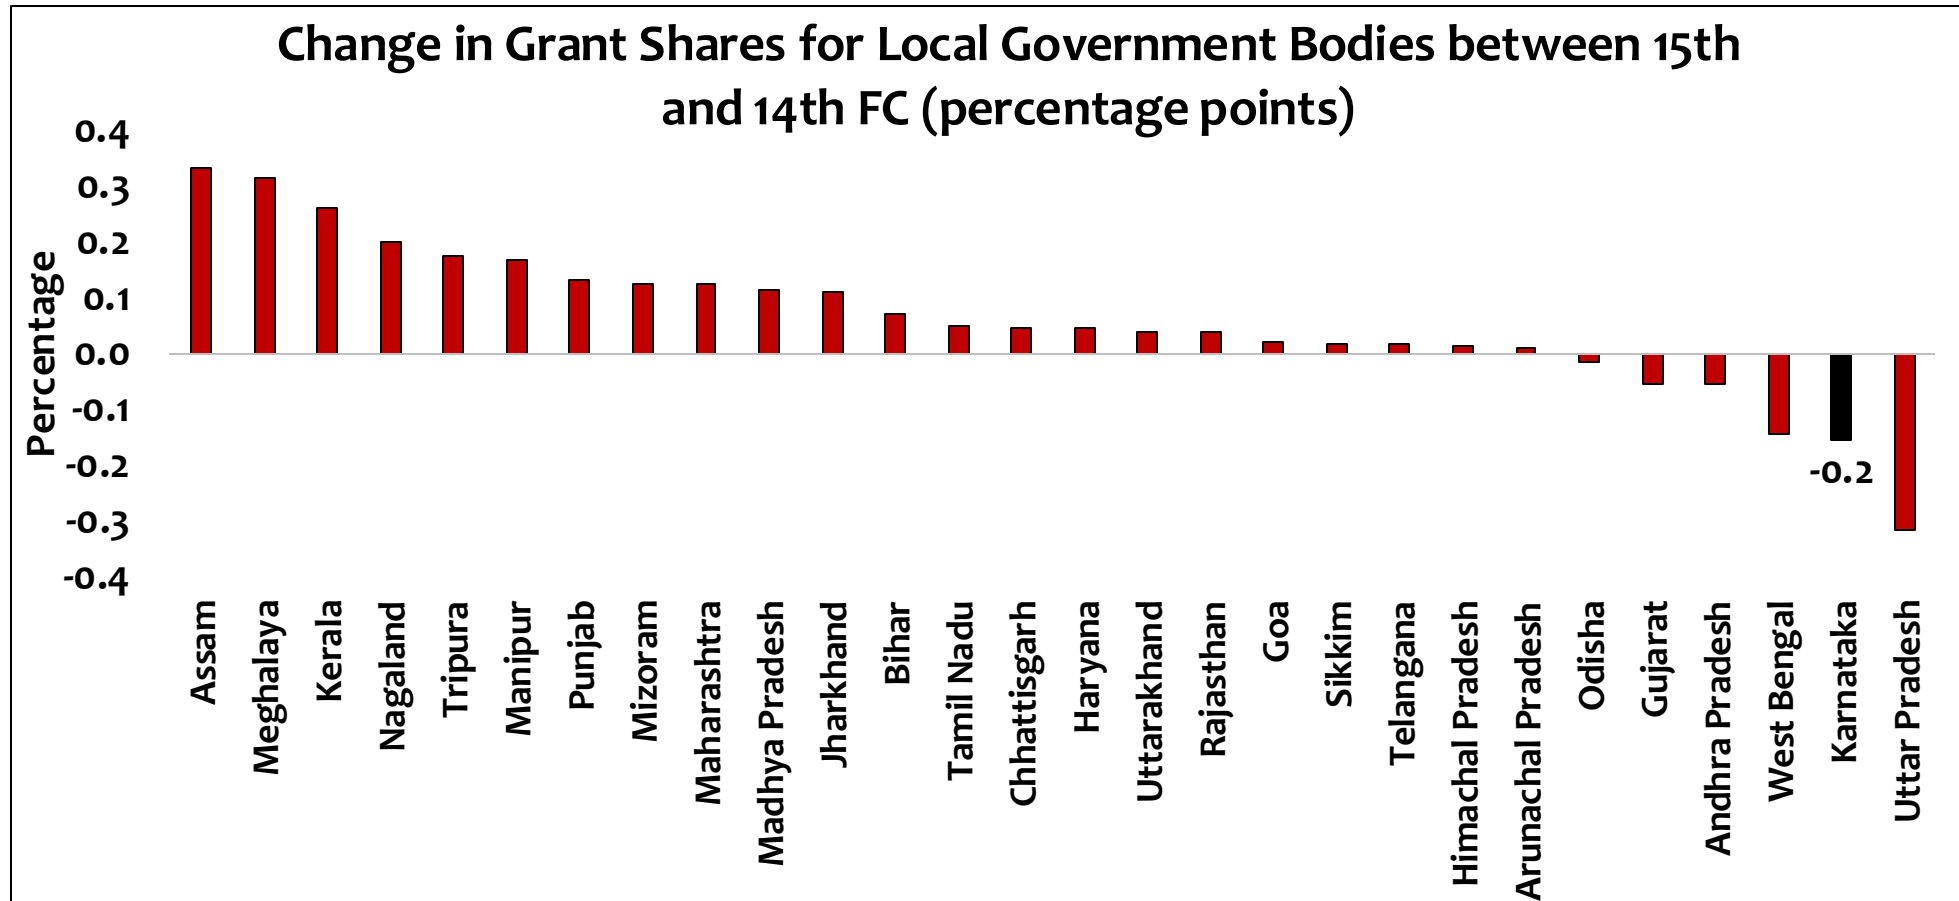 Change in Grant Shares for Local Government Bodies between 15th
and 14th FC (percentage points)
Percentage
0.4
0.3
0.2
0.1
0.0
-0.1
-0.2
-0.3
-0.4
-0.2
Assam
Meghalaya
Kerala
Nagaland
Tripura
Manipur
Punjab
Mizoram
Maharashtra
Madhya Pradesh
Jharkhand
Bihar
Tamil Nadu
Chhattisgarh
Haryana
Uttarakhand
Rajasthan
Goa
Sikkim
Telangana
Himachal Pradesh
Arunachal Pradesh
Odisha
Gujarat
Andhra Pradesh
West Bengal
Karnataka
Uttar Pradesh